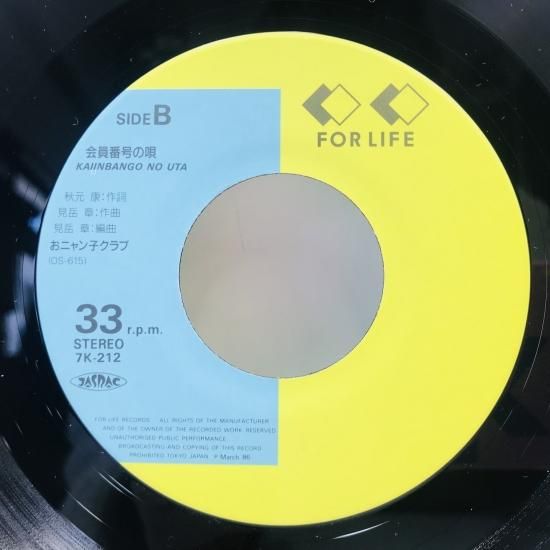 SIDE B
FOR LIFE
会員番号の唄
KAIINBANGO NO UTA
秋元 康:作詞
見岳 章:作曲
見岳 章:編曲
おニャン子クラブ
(OS-615)
33 r.p.m.
STEREO
7K-212
JASRAC
FOR LIFE RECORDS ALL RIGHTS OF THE MANUFACTURER
AND OF THE OWNER OF THE RECORDED WORK RESERVED
UNAUTHORISED PUBLIC PERFORMANCE
BROADCASTING AND COPYING OF THIS RECORD
PROHIBITED TOKYO JAPAN ℗ March. 86